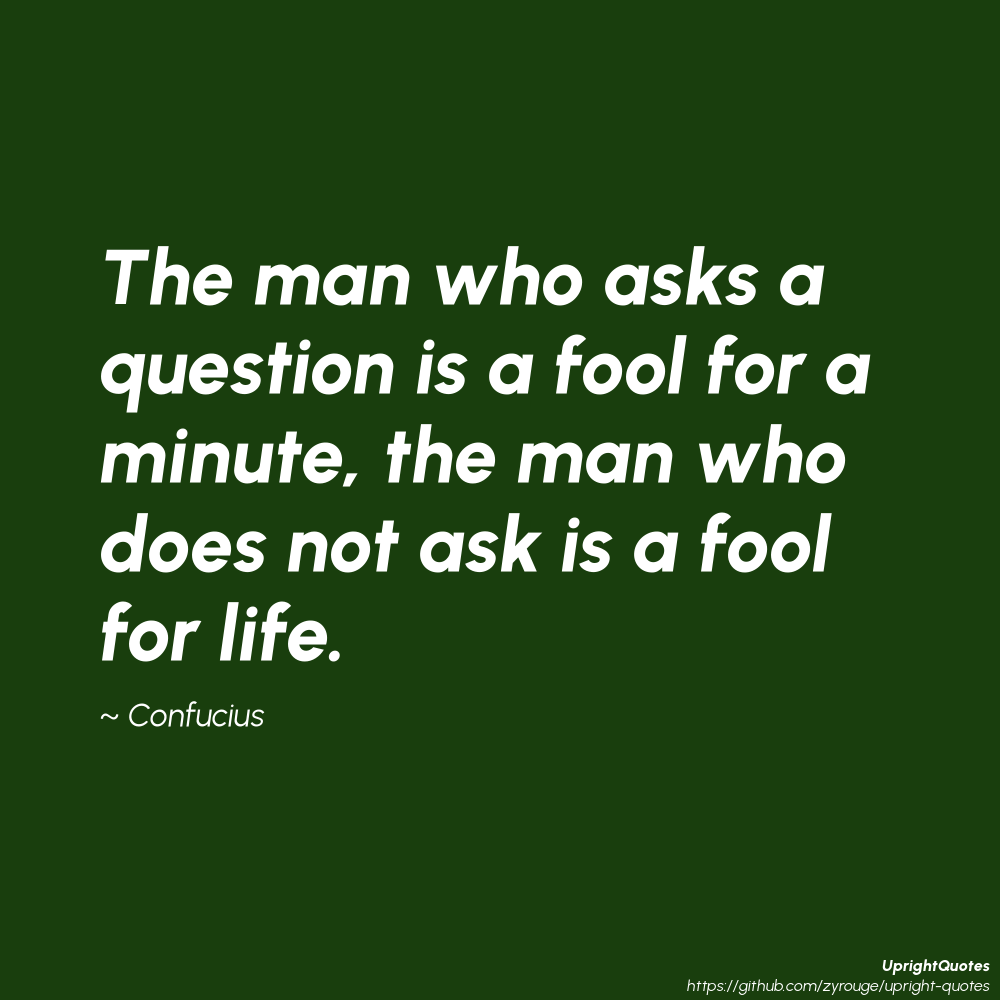 The man who asks a
question is a fool for a
minute, the man who
does not ask is a fool
for life.
~ Confucius
UprightQuotes
https://github.com/zyrouge/upright-quotes